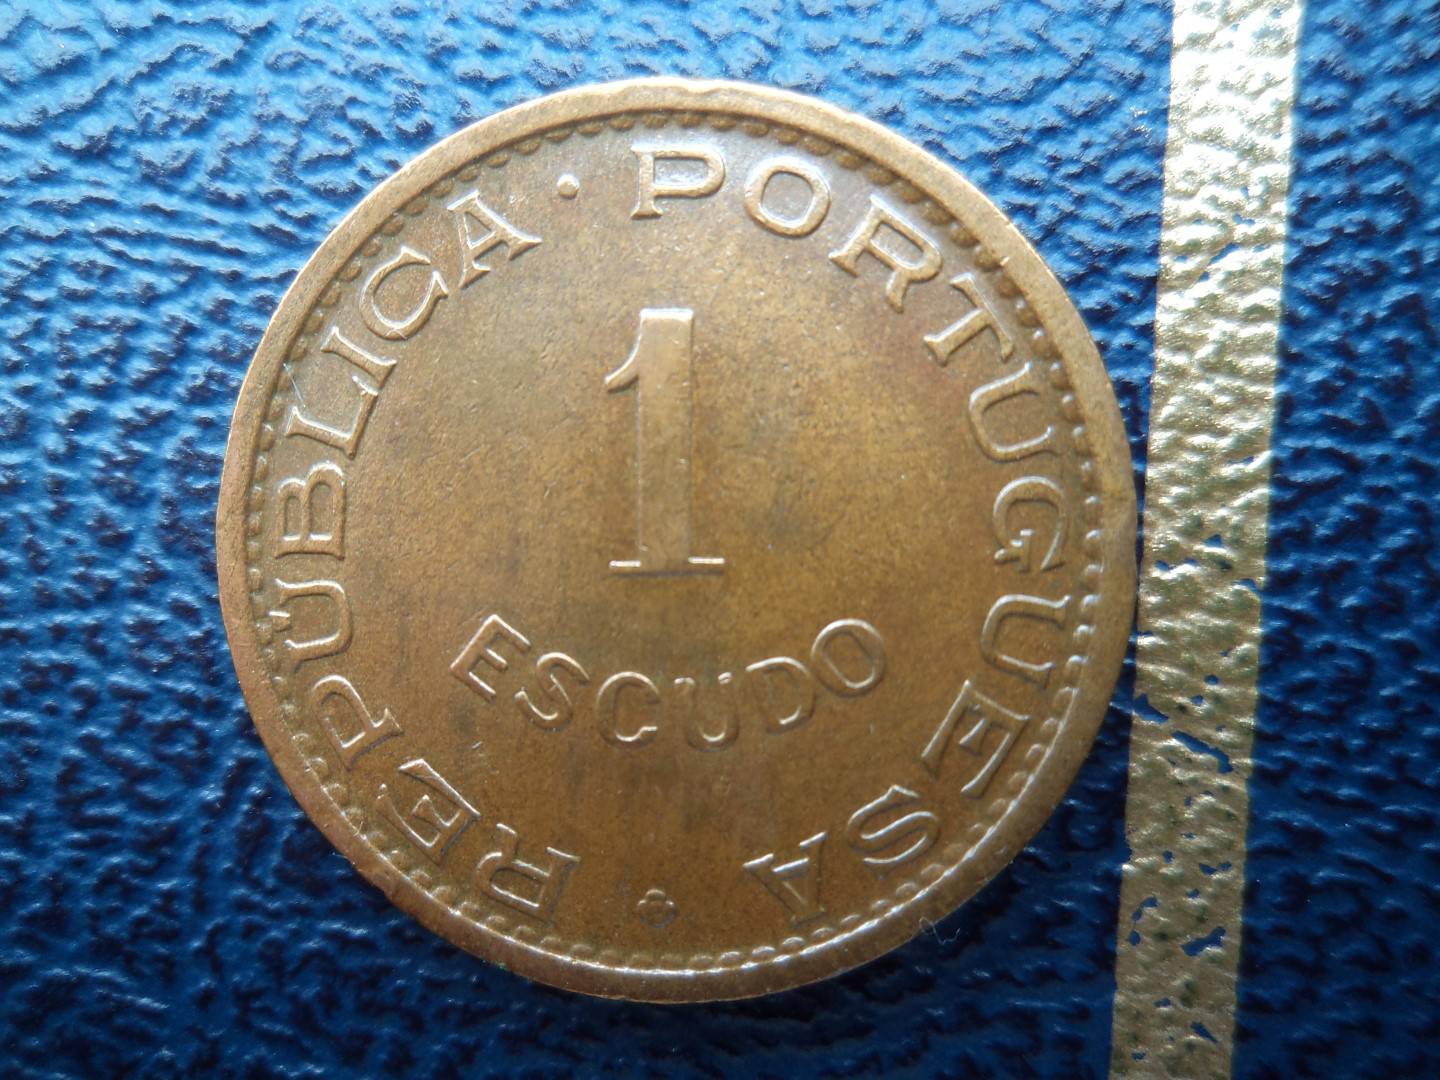 REPÚBLICA · PORTUGUESA
1
ESCUDO